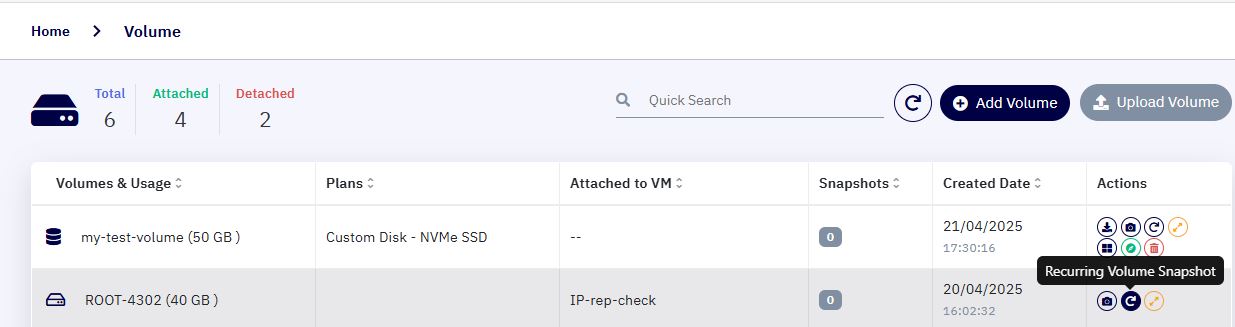 Home > Volume
Total Attached Detached
6 4 2
Quick Search
Add Volume
Upload Volume
Volumes & Usage Plans Attached to VM Snapshots Created Date Actions
my-test-volume (50 GB ) Custom Disk - NVMe SSD -- 0 21/04/2025
17:30:16
Recurring Volume Snapshot
ROOT-4302 (40 GB ) IP-rep-check 0 20/04/2025
16:02:32